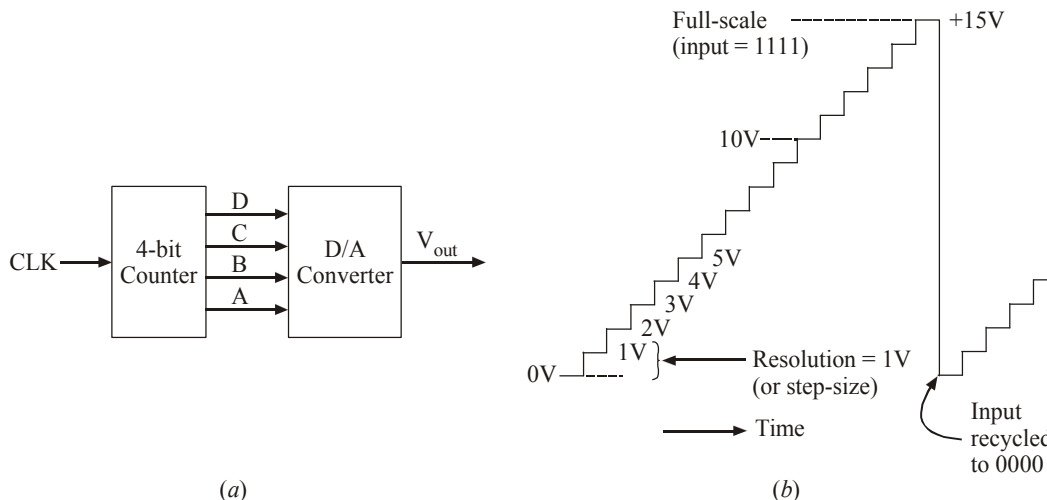 Full-scale
(input = 1111)
+15V
10V
D
C
B
A
CLK
4-bit
Counter
D/A
Converter
V_out
5V
4V
3V
2V
1V
0V
Resolution = 1V
(or step-size)
Time
Input
recycled
to 0000
(a)
(b)